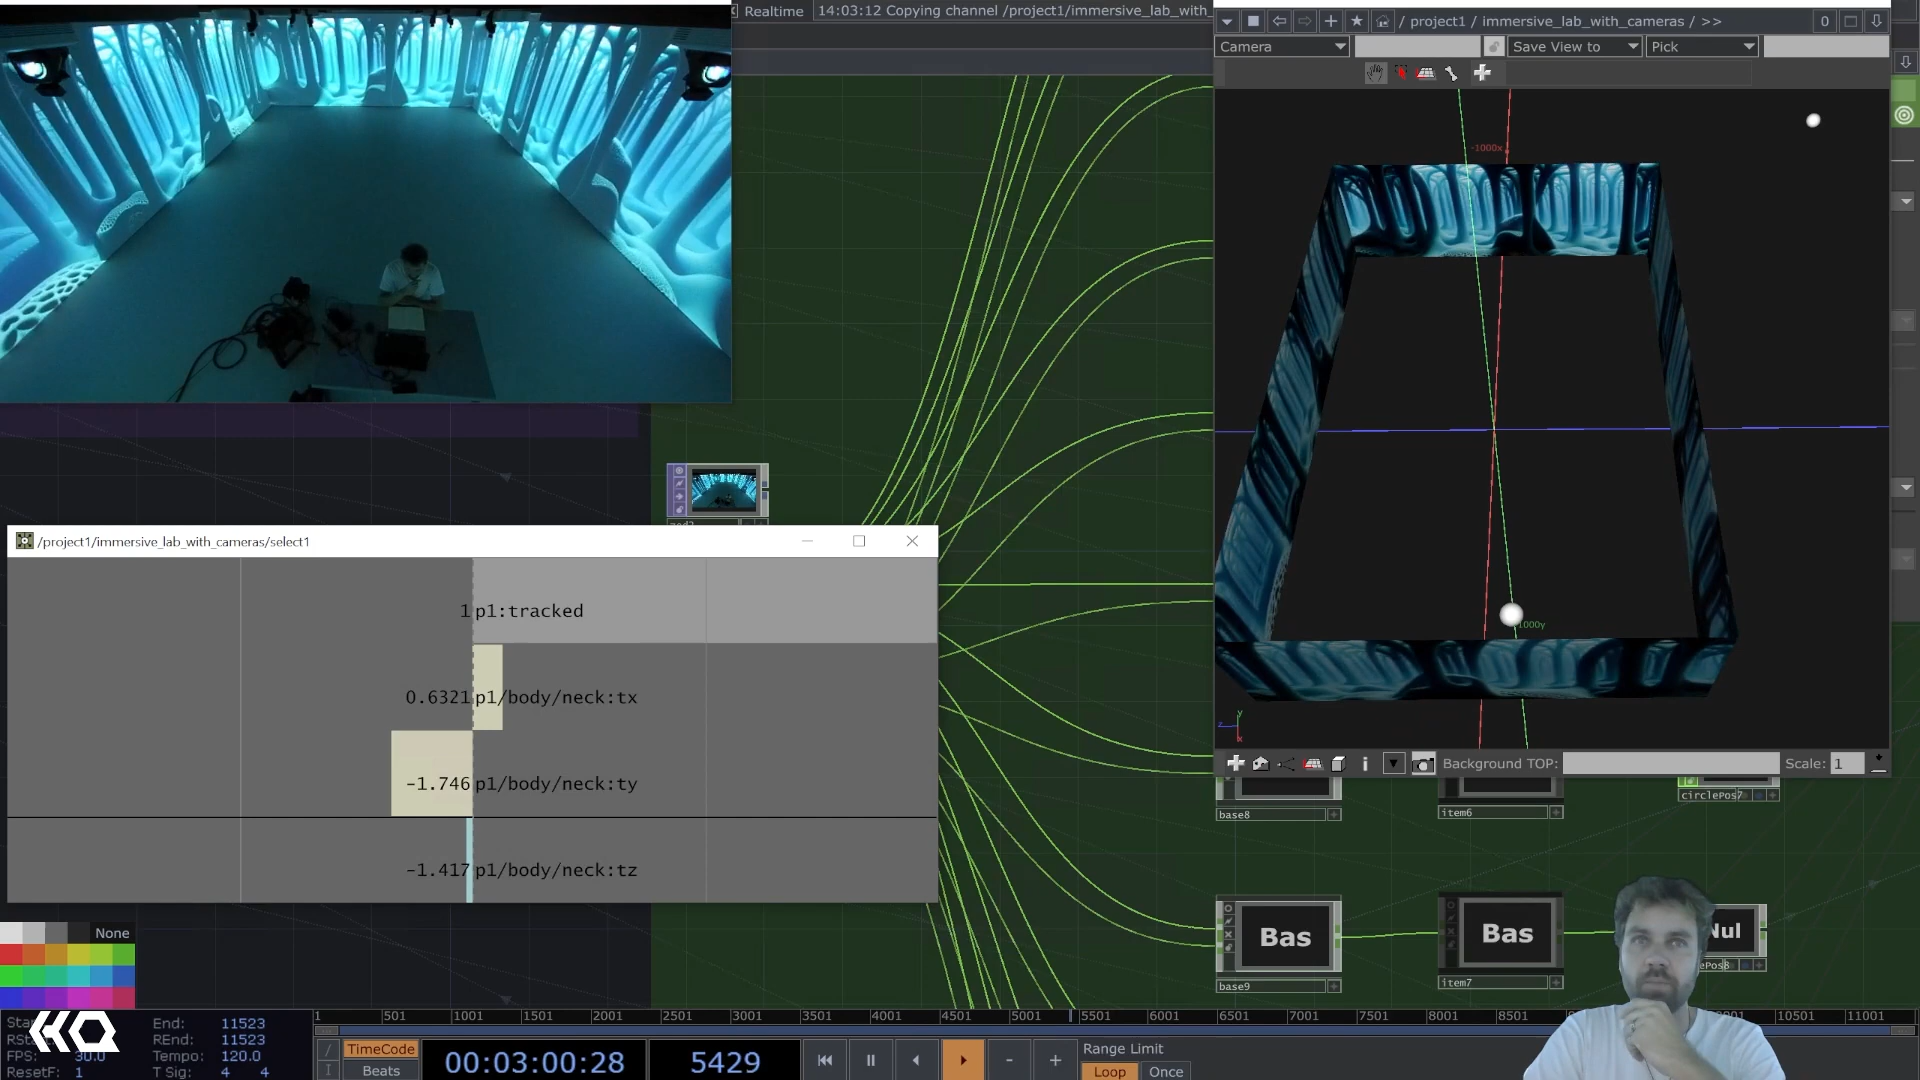 Realtime
14:03:12 Copying channel /project1/immersive_lab_with_
/ project1 / immersive_lab_with_cameras / >>
0
Camera
Save View to
Pick
-1000x
1000y
/project1/immersive_lab_with_cameras/select1
1 p1:tracked
0.6321 p1/body/neck:tx
-1.746 p1/body/neck:ty
-1.417 p1/body/neck:tz
y
z
x
Background TOP:
Scale: 1
base8
item6
circlePos7
None
Bas
Bas
Nul
ePos8
base9
item7
1 501 1001 1501 2001 2501 3001 3501 4001 4501 5001 5501 6001 6501 7001 7501 8001 8501 9001 10501 11001
End: 11523
REnd: 11523
FPS: 30.0
Tempo: 120.0
ResetF: 1
T Sig: 4 4
TimeCode
Beats
00:03:00:28
5429
Range Limit
Loop
Once